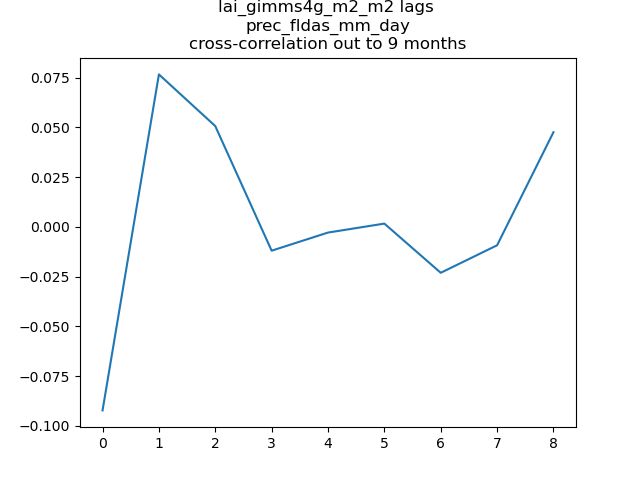 lai_gimms4g_m2_m2 lags
prec_fldas_mm_day
cross-correlation out to 9 months
0.075
0.050
0.025
0.000
−0.025
−0.050
−0.075
−0.100
0 1 2 3 4 5 6 7 8